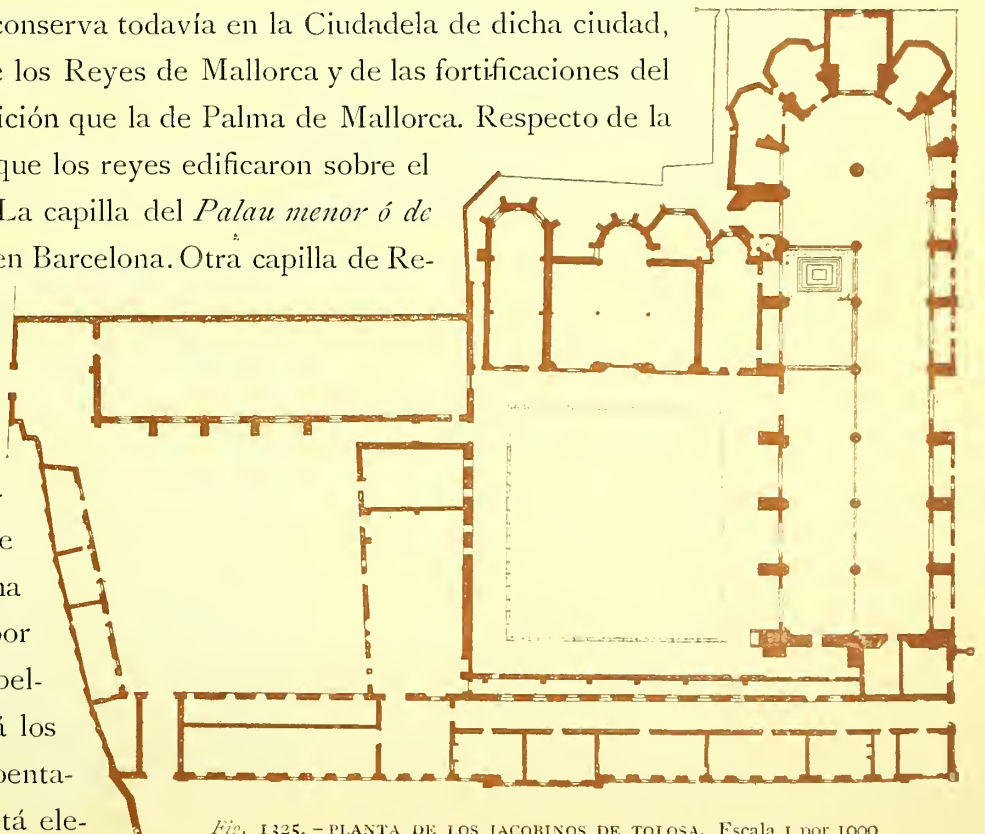 conserva todavía en la Ciudadela de dicha ciudad,
los Reyes de Mallorca y de las fortificaciones del
ición que la de Palma de Mallorca. Respecto de la
que los reyes edificaron sobre el
La capilla del Palau menor ó de
en Barcelona. Otra capilla de Re-
e
na
por
pel-
á los
penta-
tá ele-
Fig. 1325. – PLANTA DE LOS JACOBINOS DE TOLOSA. Escala 1 por 1000